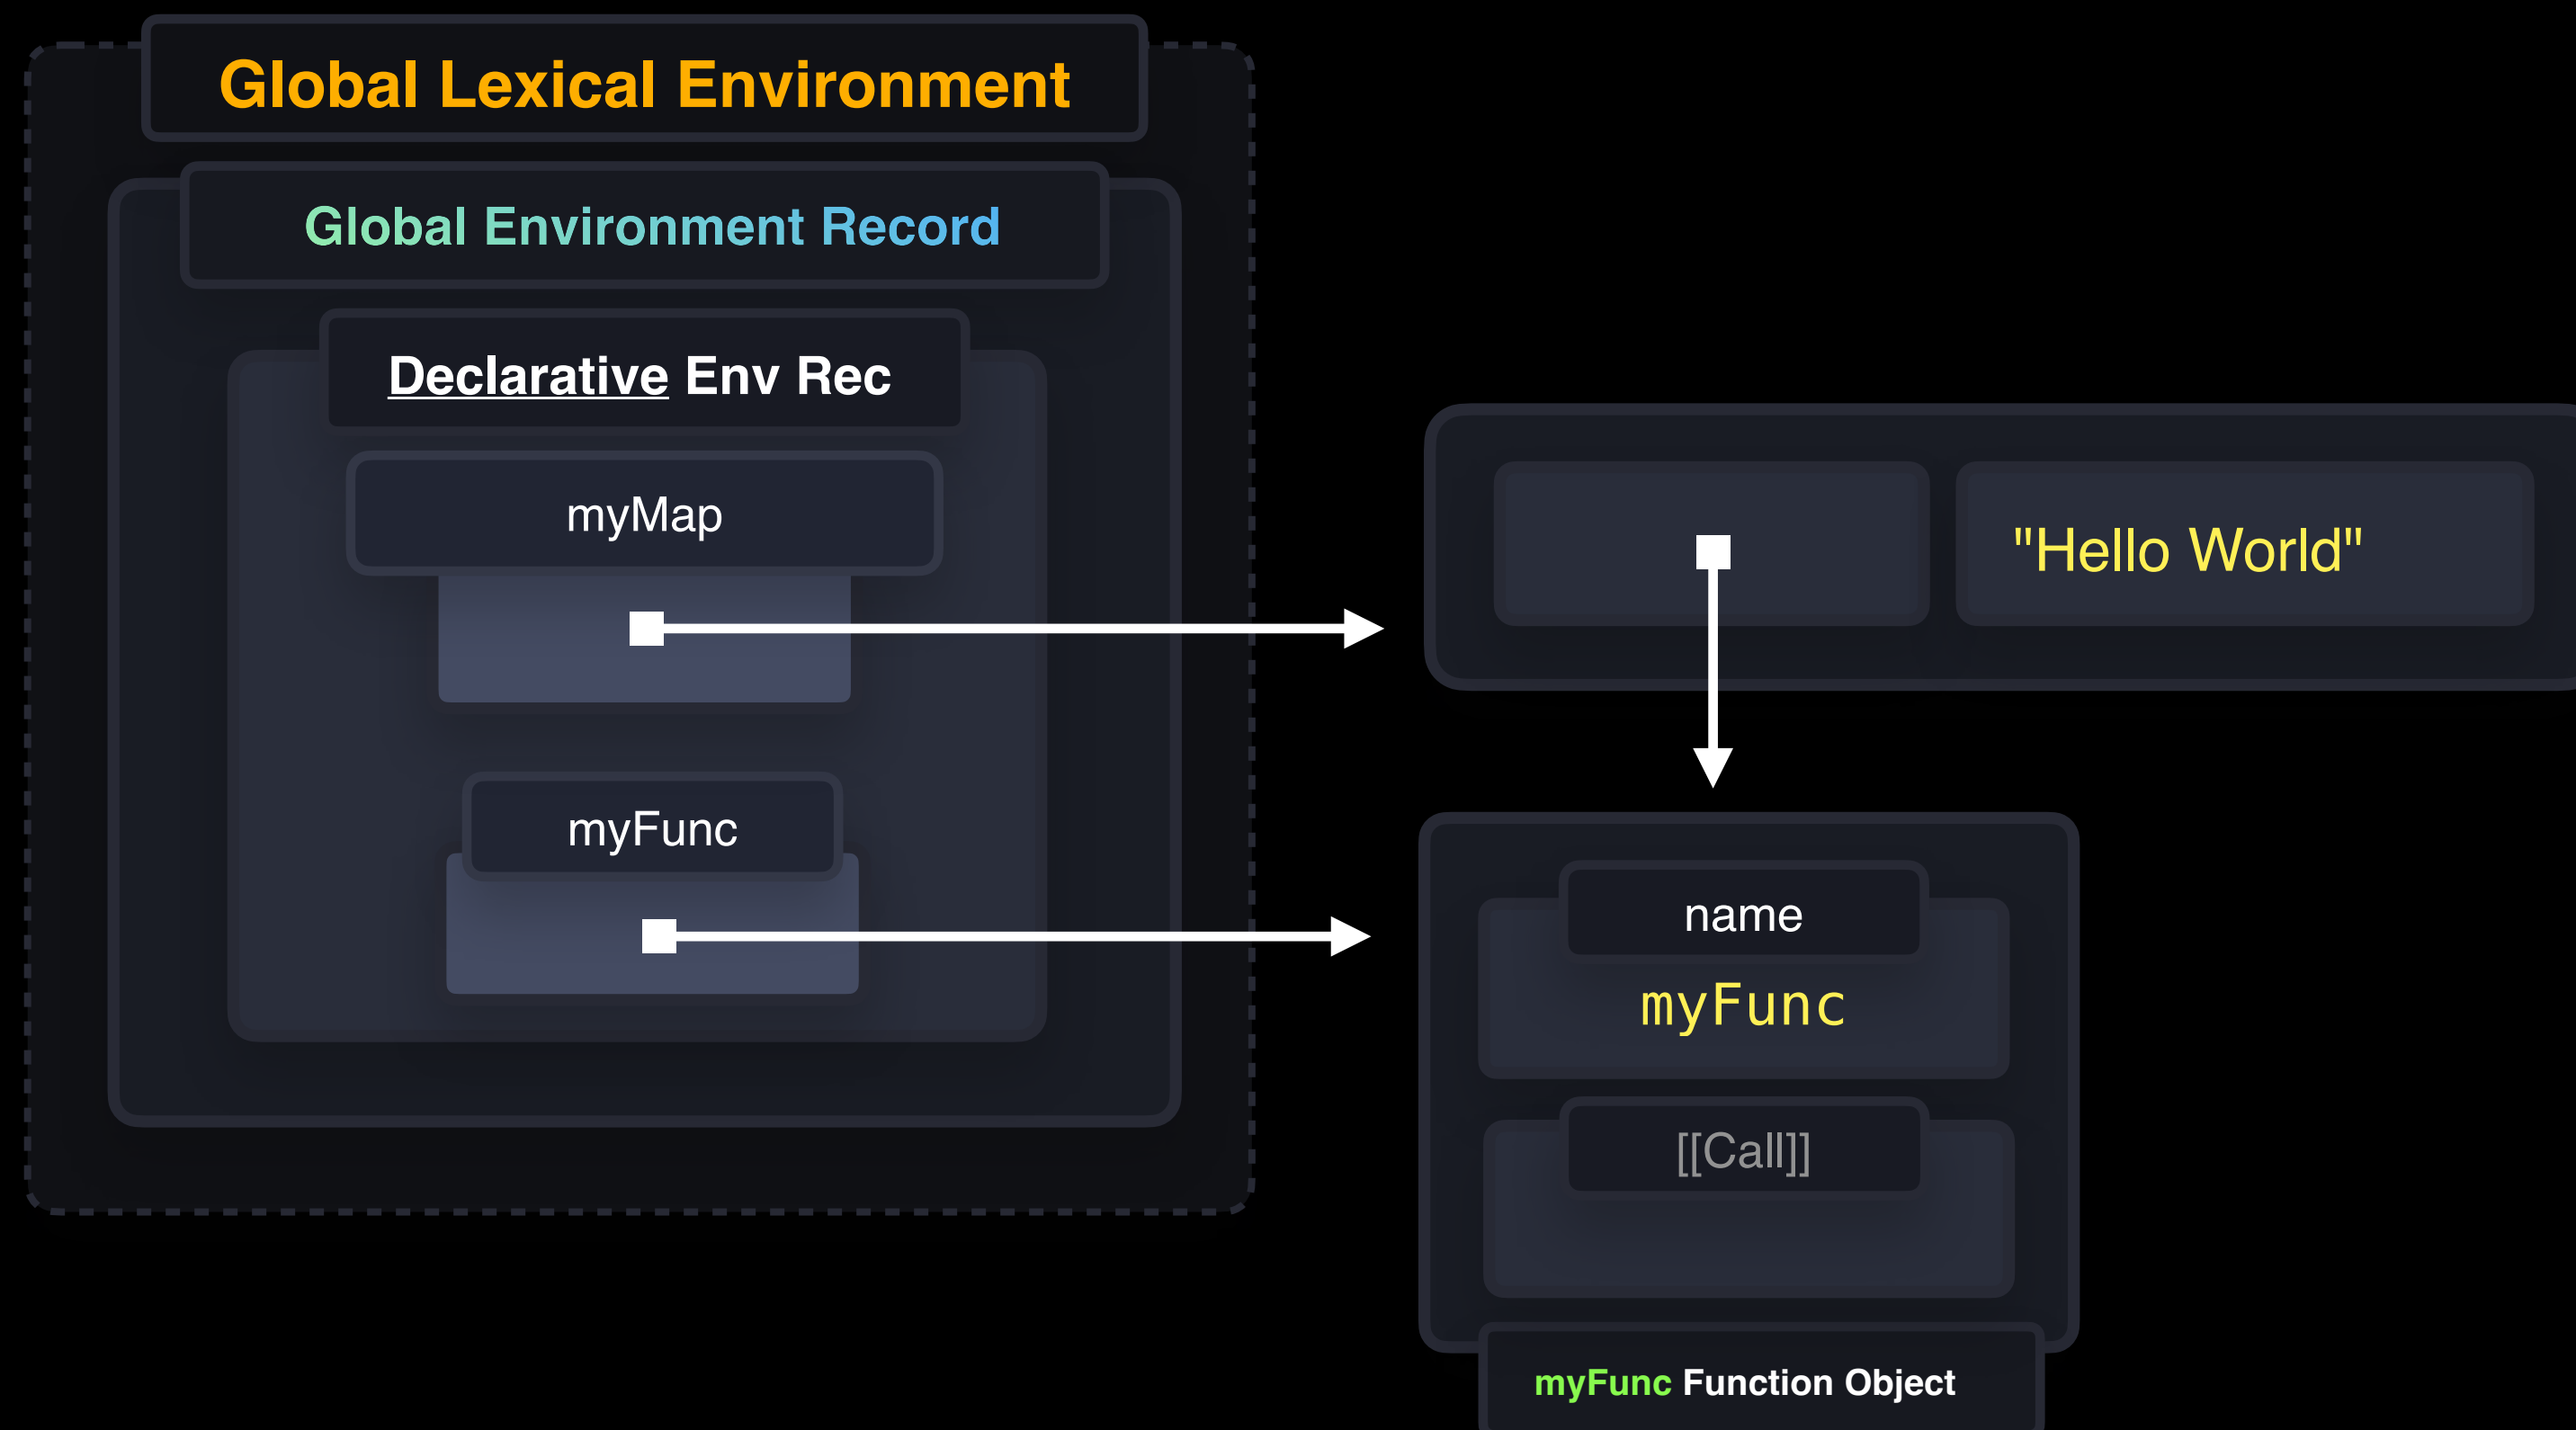 Global Lexical Environment
Global Environment Record
Declarative Env Rec
myMap
myFunc
"Hello World"
name
myFunc
[[Call]]
myFunc Function Object